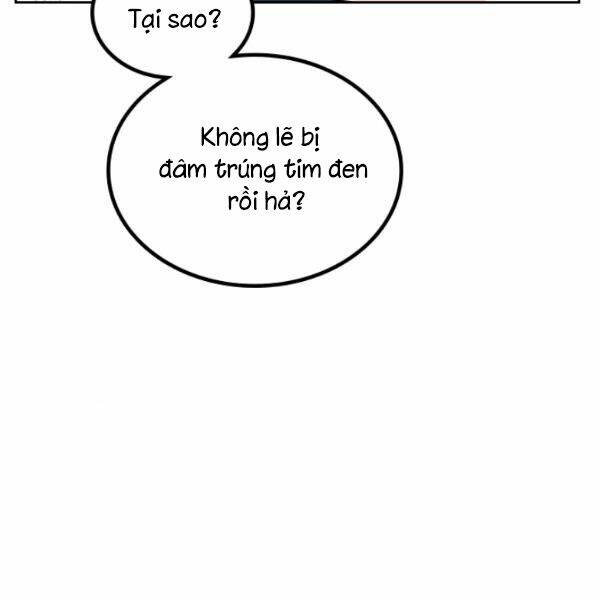 Tại sao?
Không lẽ bị
đâm trúng tim đen
rồi hả?